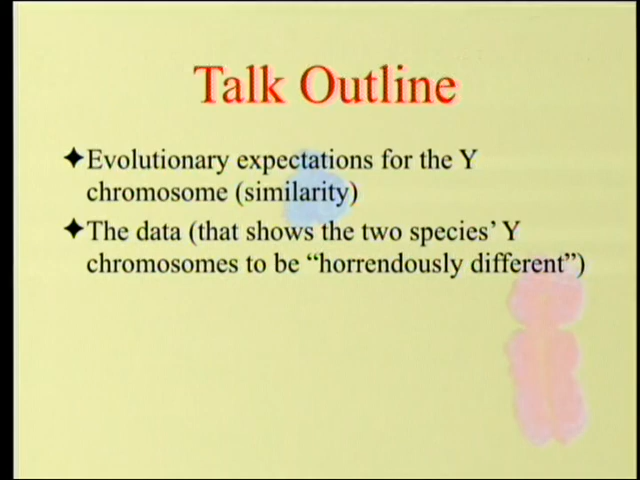 Talk Outline
✦Evolutionary expectations for the Y
chromosome (similarity)
✦The data (that shows the two species’ Y
chromosomes to be “horrendously different”)